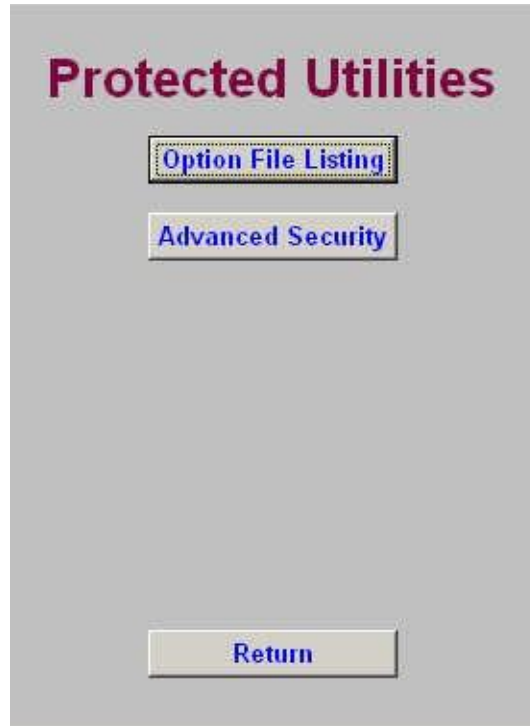 Protected Utilities
Option File Listing
Advanced Security
Return